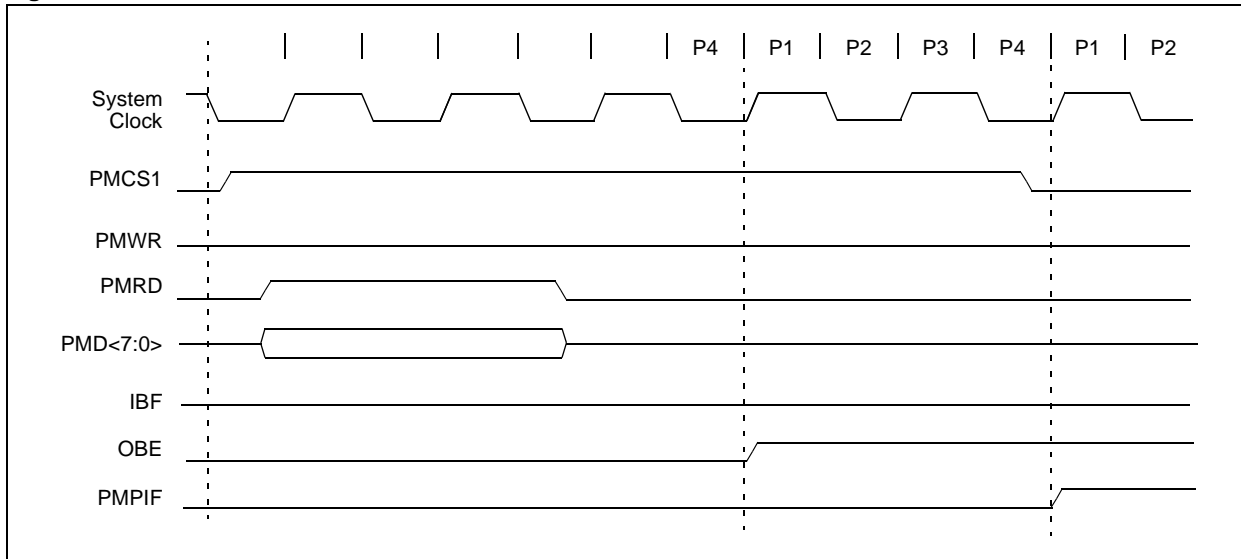 P4 P1 P2 P3 P4 P1 P2
System
Clock
PMCS1
PMWR
PMRD
PMD<7:0>
IBF
OBE
PMPIF